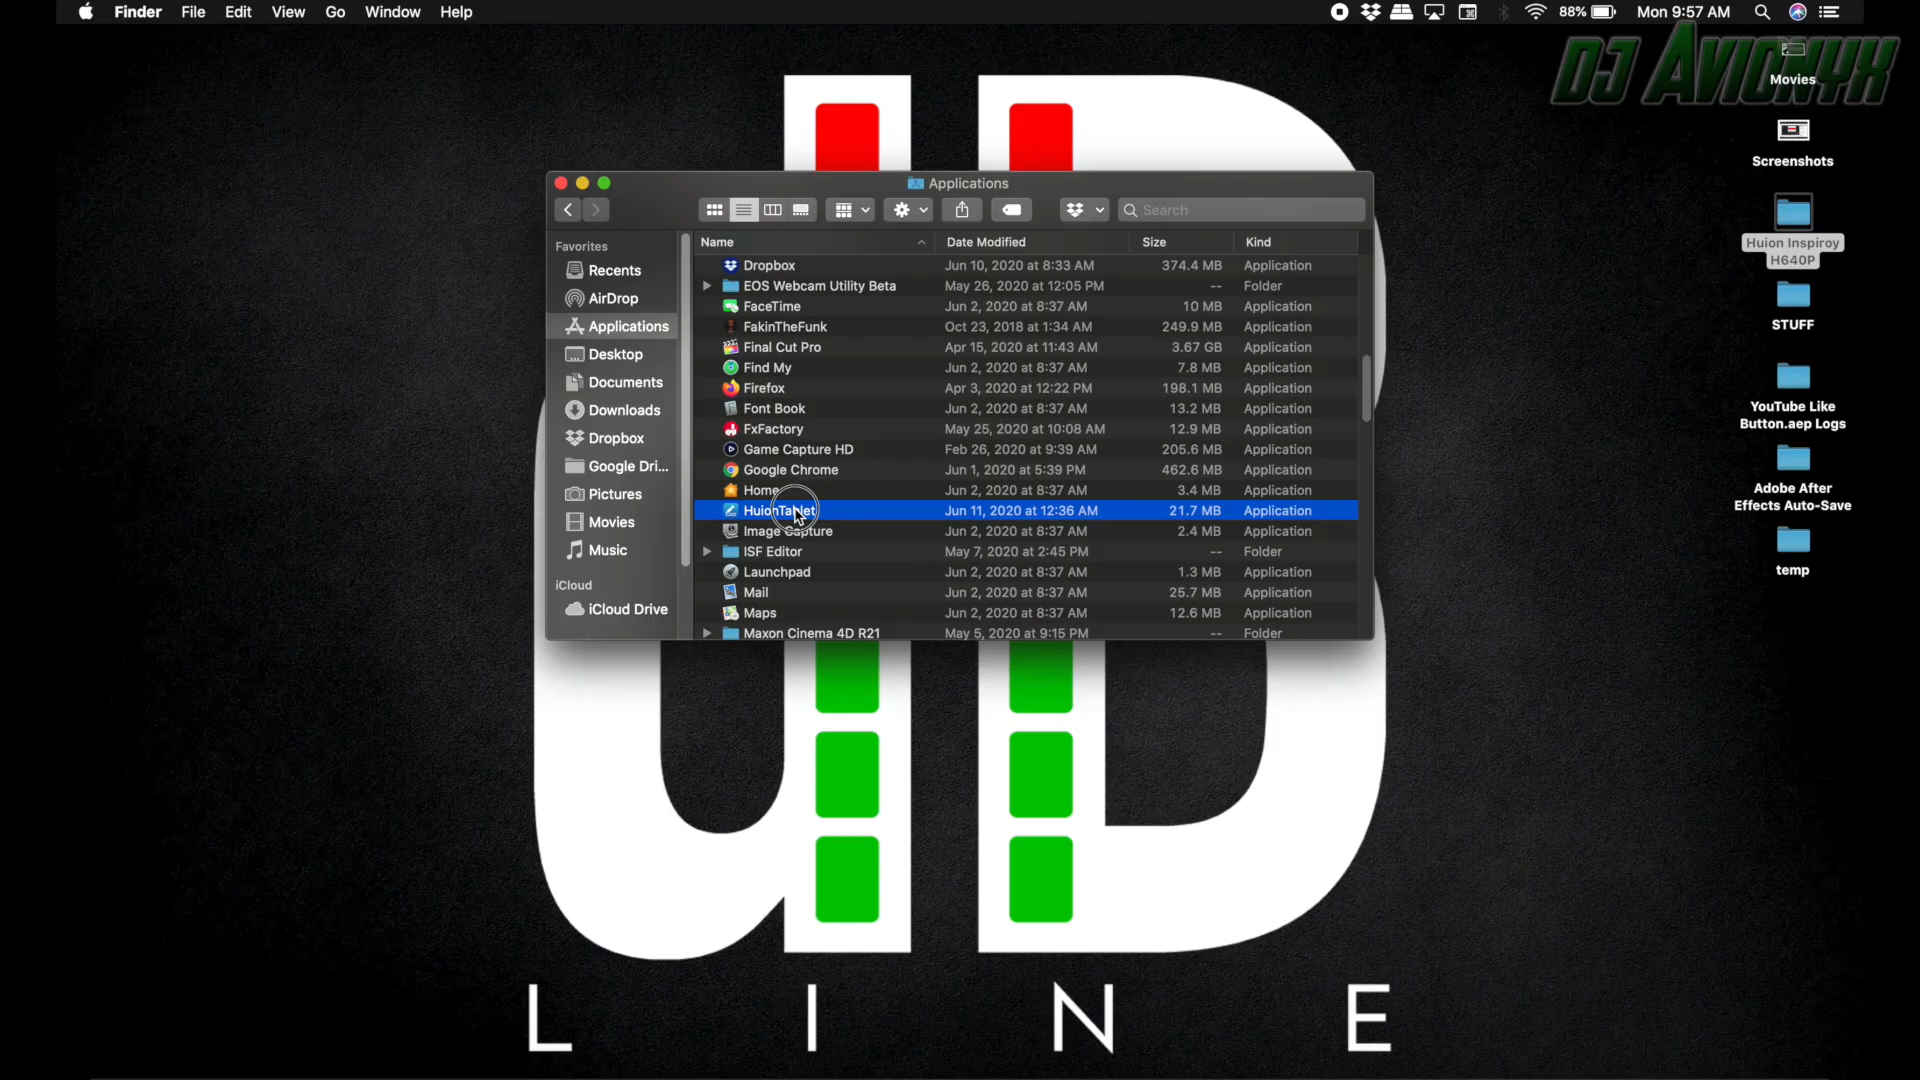 Finder File Edit View Go Window Help 88% Mon 9:57 AM
DJ AVIONYX
Movies
Screenshots
Huion Inspiroy
H640P
STUFF
YouTube Like
Button.aep Logs
Adobe After
Effects Auto-Save
temp
Applications
Search
Favorites
Recents
AirDrop
Applications
Desktop
Documents
Downloads
Dropbox
Google Dri...
Pictures
Movies
Music
iCloud
iCloud Drive
Name Date Modified Size Kind
Dropbox Jun 10, 2020 at 8:33 AM 374.4 MB Application
EOS Webcam Utility Beta May 26, 2020 at 12:05 PM -- Folder
FaceTime Jun 2, 2020 at 8:37 AM 10 MB Application
FakinTheFunk Oct 23, 2018 at 1:34 AM 249.9 MB Application
Final Cut Pro Apr 15, 2020 at 11:43 AM 3.67 GB Application
Find My Jun 2, 2020 at 8:37 AM 7.8 MB Application
Firefox Apr 3, 2020 at 12:22 PM 198.1 MB Application
Font Book Jun 2, 2020 at 8:37 AM 13.2 MB Application
FxFactory May 25, 2020 at 10:08 AM 12.9 MB Application
Game Capture HD Feb 26, 2020 at 9:39 AM 205.6 MB Application
Google Chrome Jun 1, 2020 at 5:39 PM 462.6 MB Application
Home Jun 2, 2020 at 8:37 AM 3.4 MB Application
HuionTablet Jun 11, 2020 at 12:36 AM 21.7 MB Application
Image Capture Jun 2, 2020 at 8:37 AM 2.4 MB Application
ISF Editor May 7, 2020 at 2:45 PM -- Folder
Launchpad Jun 2, 2020 at 8:37 AM 1.3 MB Application
Mail Jun 2, 2020 at 8:37 AM 25.7 MB Application
Maps Jun 2, 2020 at 8:37 AM 12.6 MB Application
Maxon Cinema 4D R21 May 5, 2020 at 9:15 PM -- Folder
L I N E